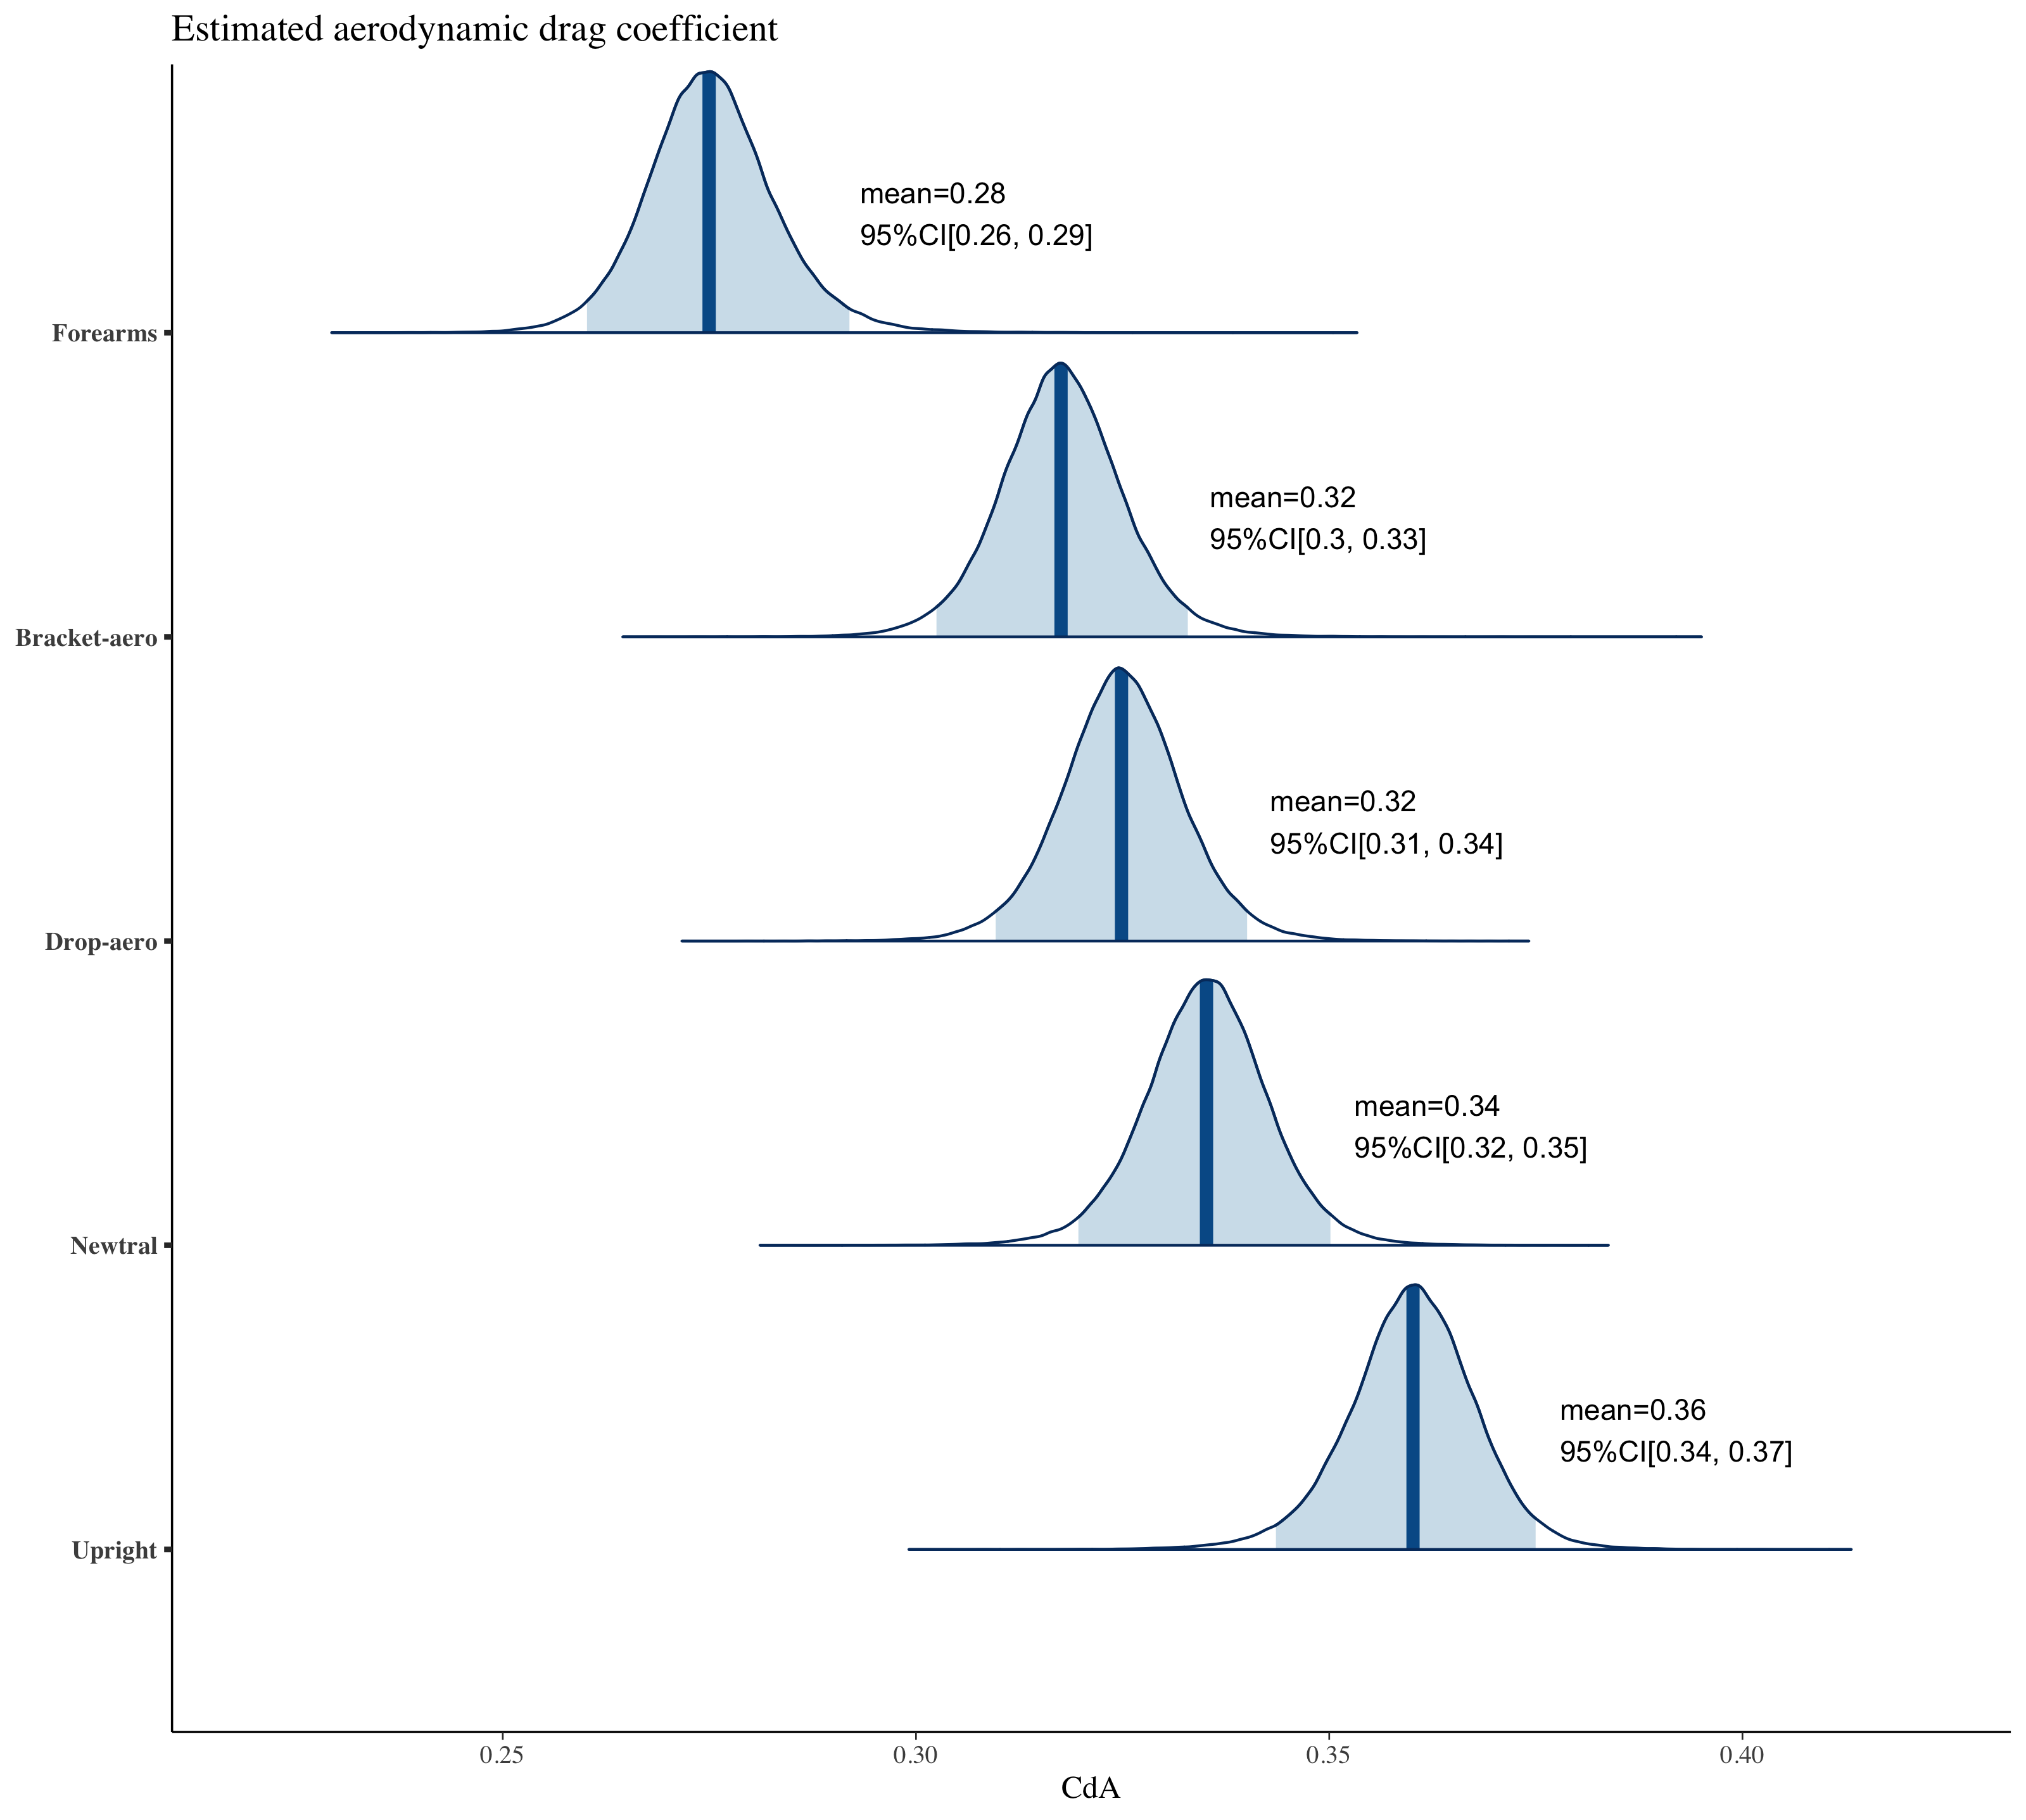 Estimated aerodynamic drag coefficient
mean=0.28
95%CI[0.26, 0.29]
Forearms
mean=0.32
95%CI[0.3, 0.33]
Bracket-aero
mean=0.32
95%CI[0.31, 0.34]
Drop-aero
mean=0.34
95%CI[0.32, 0.35]
Newtral
mean=0.36
95%CI[0.34, 0.37]
Upright
0.25 0.30 0.35 0.40
CdA